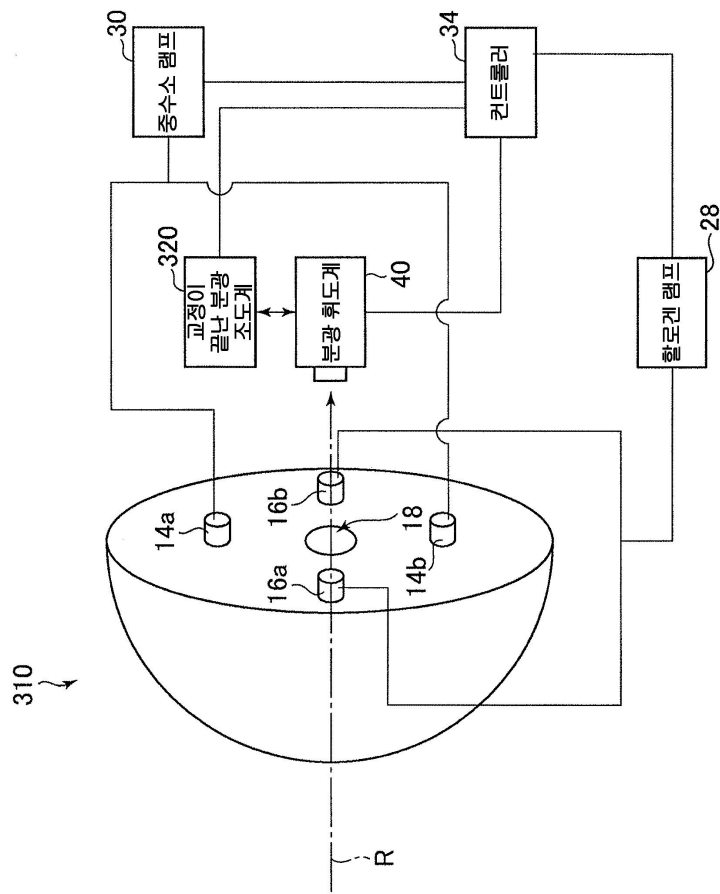 310
30
중수소 램프
34
컨트롤러
320
교정이
끝난 분광
조도계
분광 휘도계
40
할로겐 램프
28
14a
16b
18
16a
14b
R